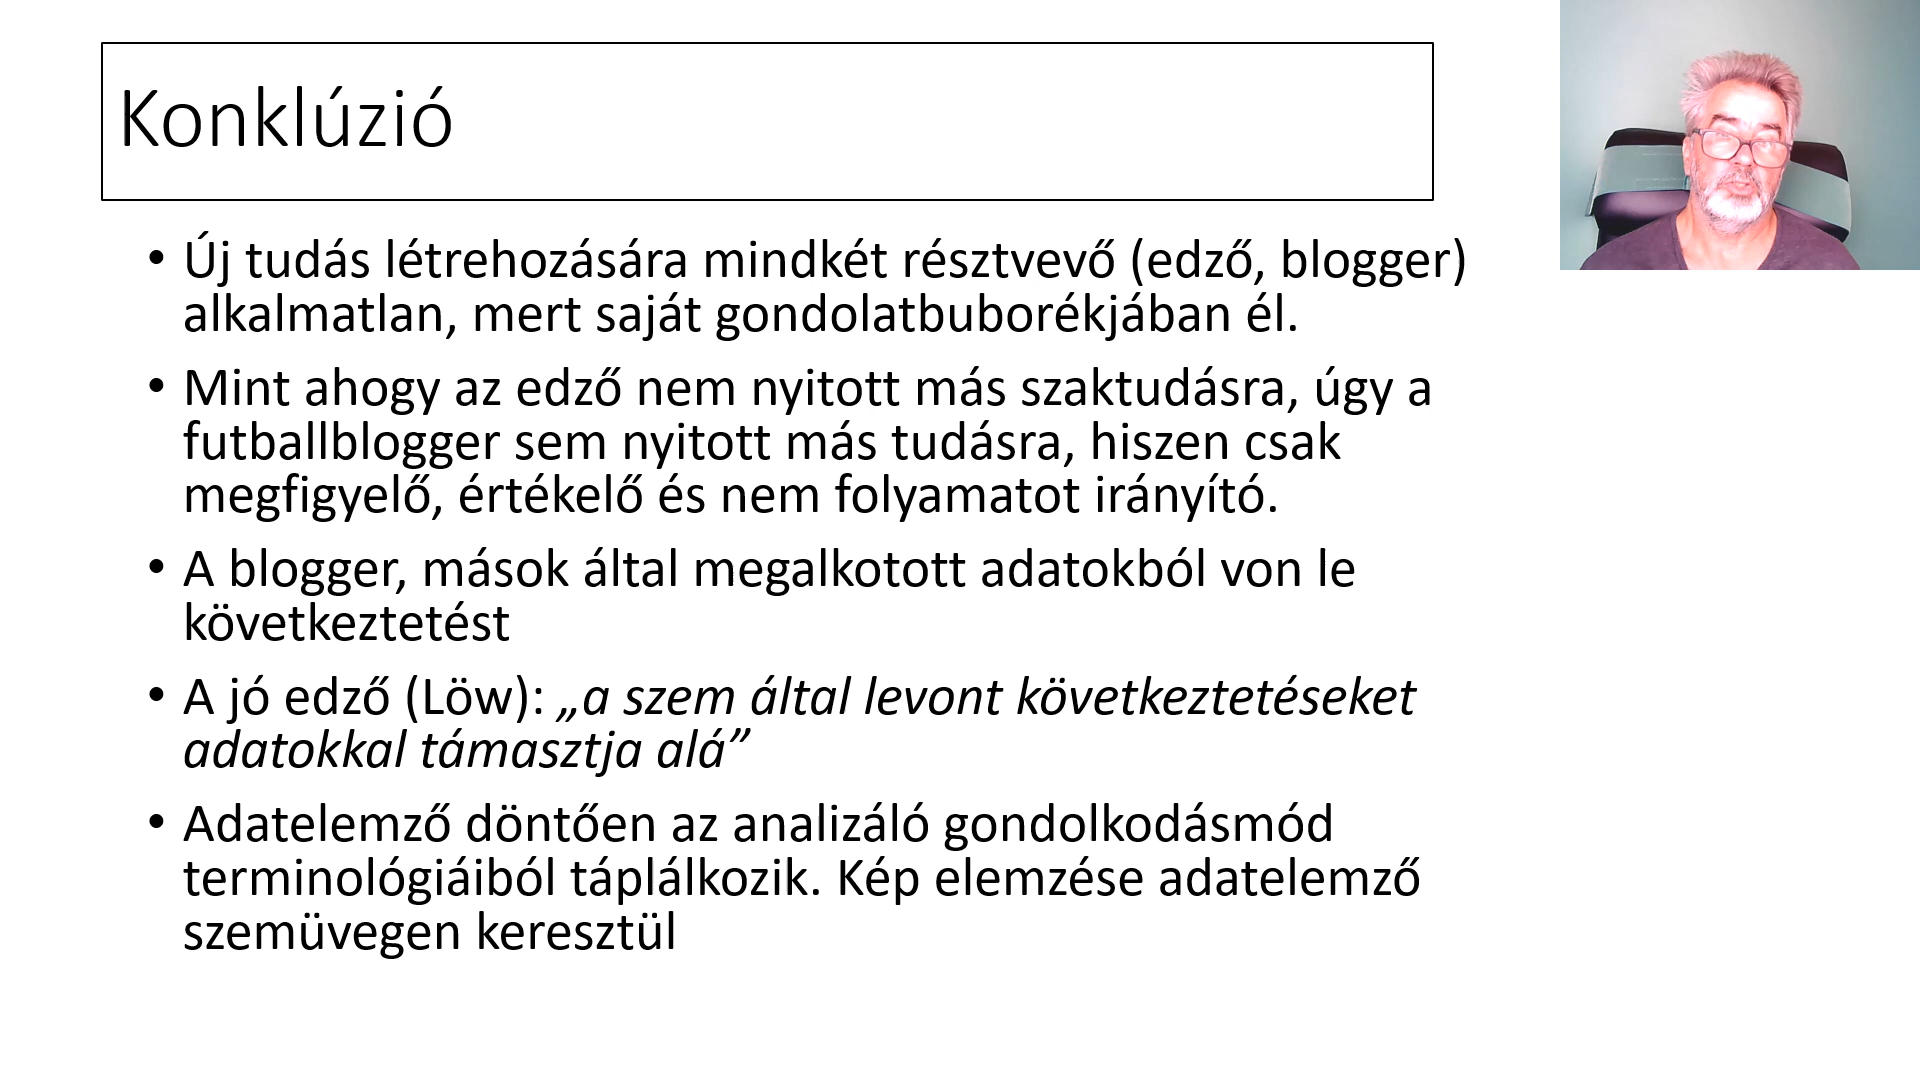 Konklúzió
• Új tudás létrehozására mindkét résztvevő (edző, blogger)
alkalmatlan, mert saját gondolatbuborékjában él.
• Mint ahogy az edző nem nyitott más szaktudásra, úgy a
futballblogger sem nyitott más tudásra, hiszen csak
megfigyelő, értékelő és nem folyamatot irányító.
• A blogger, mások által megalkotott adatokból von le
következtetést
• A jó edző (Löw): „a szem által levont következtetéseket
adatokkal támasztja alá”
• Adatelemző döntően az analizáló gondolkodásmód
terminológiáiból táplálkozik. Kép elemzése adatelemző
szemüvegen keresztül